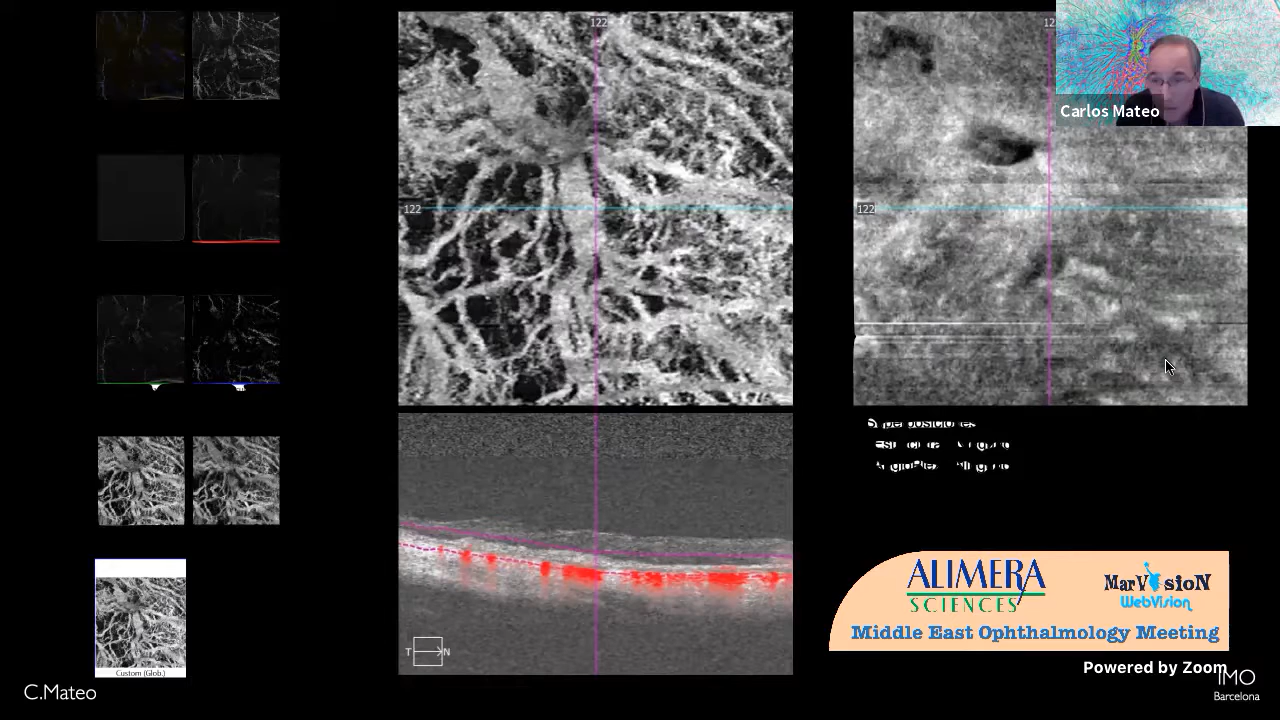 122
12
Carlos Mateo
122
122
T N
ALIMERA
SCIENCES
MarVisioN
WebVision
Middle East Ophthalmology Meeting
Powered by Zoom
Custom (Glob.)
C.Mateo
IMO
Barcelona